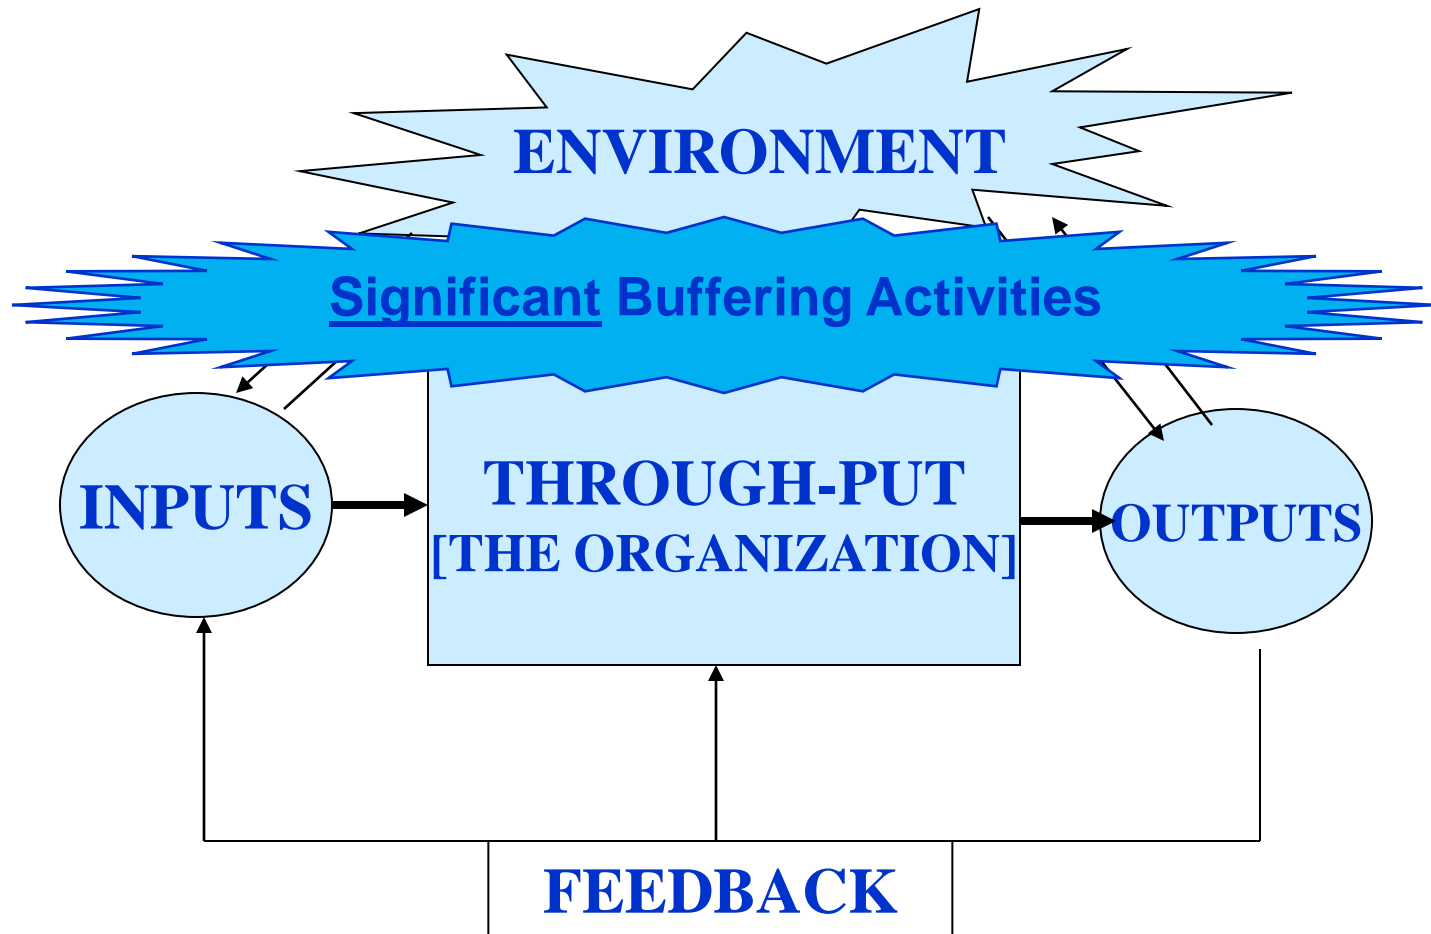 ENVIRONMENT
Significant Buffering Activities
INPUTS
THROUGH-PUT
[THE ORGANIZATION]
OUTPUTS
FEEDBACK